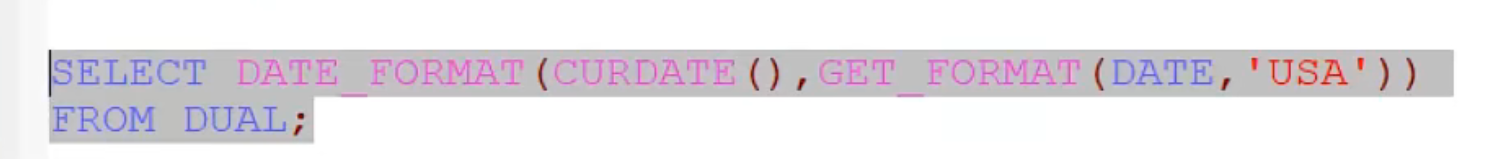 SELECT DATE_FORMAT(CURDATE(),GET_FORMAT(DATE,'USA'))
FROM DUAL;